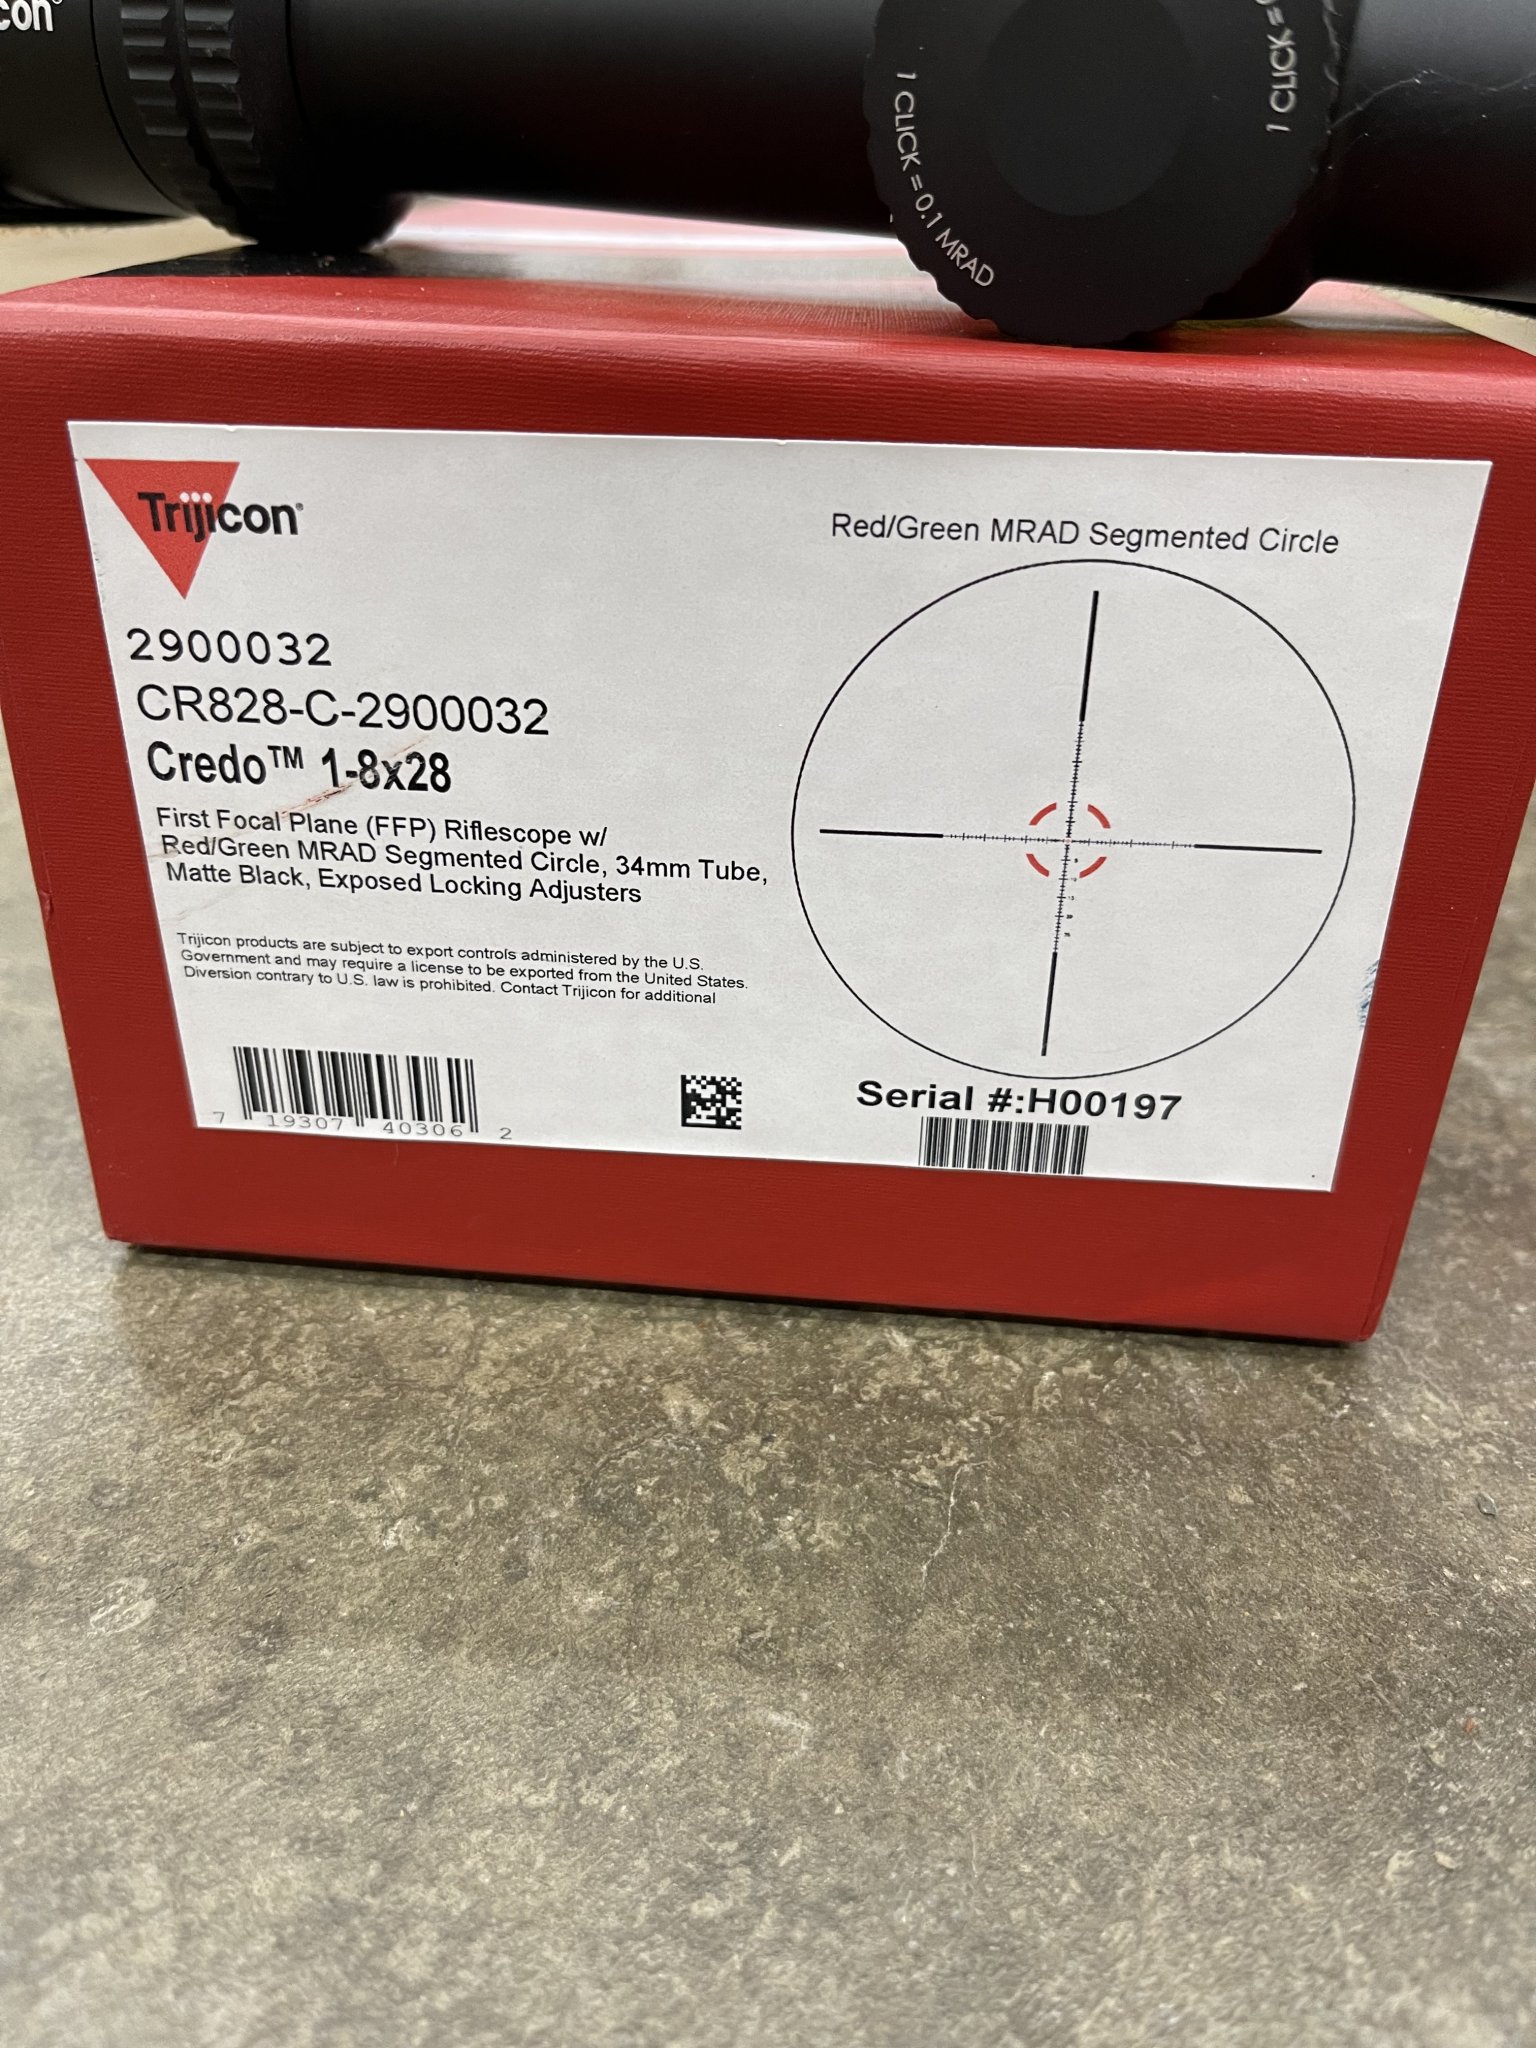 1 CLICK = 0.1 MRAD
1 CLICK =
Trijicon®
Red/Green MRAD Segmented Circle
2900032
CR828-C-2900032
Credo™ 1-8x28
First Focal Plane (FFP) Riflescope w/
Red/Green MRAD Segmented Circle, 34mm Tube,
Matte Black, Exposed Locking Adjusters
Trijicon products are subject to export controls administered by the U.S.
Government and may require a license to be exported from the United States.
Diversion contrary to U.S. law is prohibited. Contact Trijicon for additional
7 19307 40306 2
Serial #:H00197